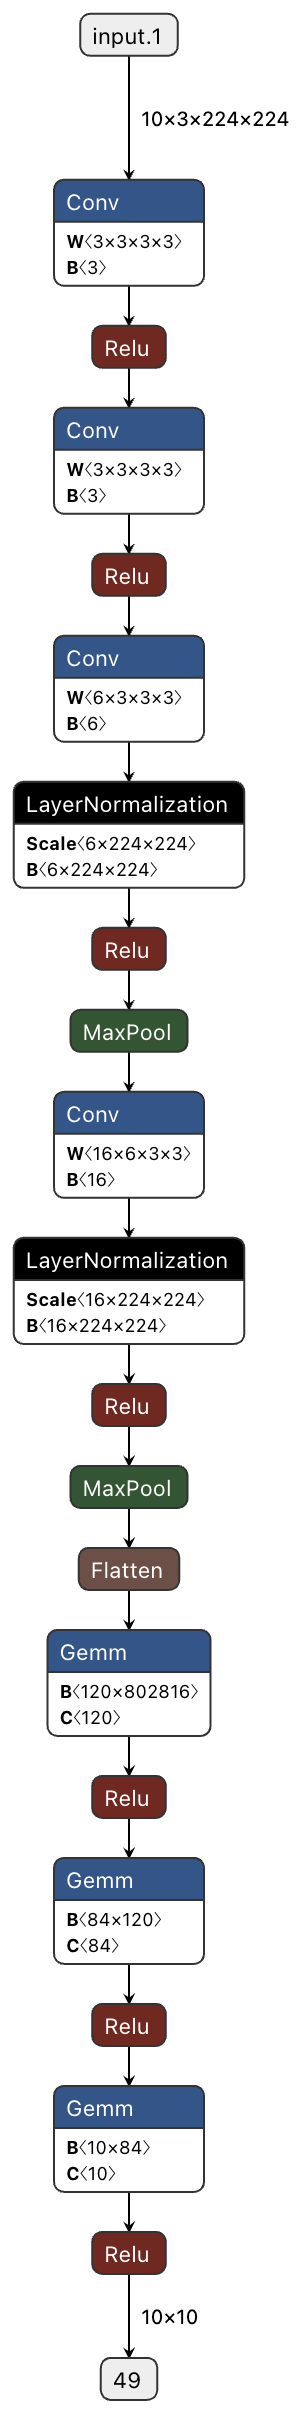 input.1
10×3×224×224
Conv
W〈3×3×3×3〉
B〈3〉
Relu
Conv
W〈3×3×3×3〉
B〈3〉
Relu
Conv
W〈6×3×3×3〉
B〈6〉
LayerNormalization
Scale〈6×224×224〉
B〈6×224×224〉
Relu
MaxPool
Conv
W〈16×6×3×3〉
B〈16〉
LayerNormalization
Scale〈16×224×224〉
B〈16×224×224〉
Relu
MaxPool
Flatten
Gemm
B〈120×802816〉
C〈120〉
Relu
Gemm
B〈84×120〉
C〈84〉
Relu
Gemm
B〈10×84〉
C〈10〉
Relu
10×10
49